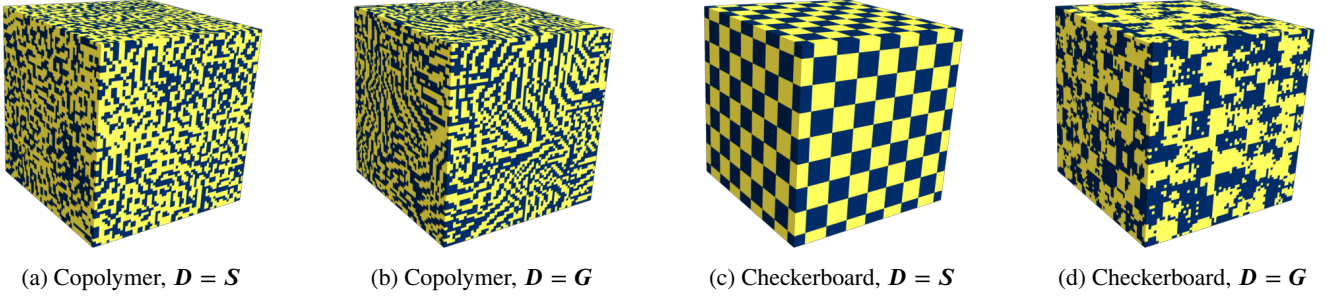 (a) Copolymer, D = S
(b) Copolymer, D = G
(c) Checkerboard, D = S
(d) Checkerboard, D = G